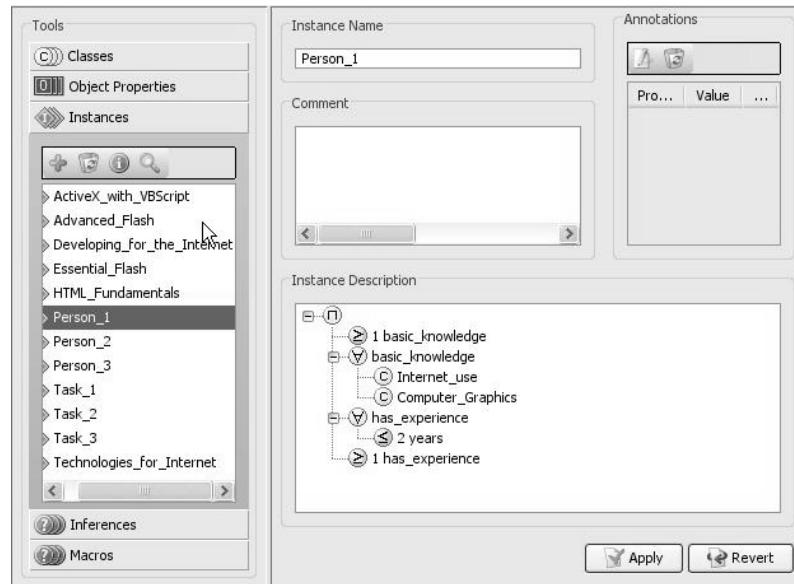 Tools
Classes
Object Properties
Instances
ActiveX_with_VBScript
Advanced_Flash
Developing_for_the_Internet
Essential_Flash
HTML_Fundamentals
Person_1
Person_2
Person_3
Task_1
Task_2
Task_3
Technologies_for_Internet
Inferences
Macros
Instance Name
Person_1
Comment
Annotations
Pro... Value ...
Instance Description
⊓
≥ 1 basic_knowledge
∀ basic_knowledge
C Internet_use
C Computer_Graphics
∀ has_experience
≤ 2 years
≥ 1 has_experience
Apply Revert